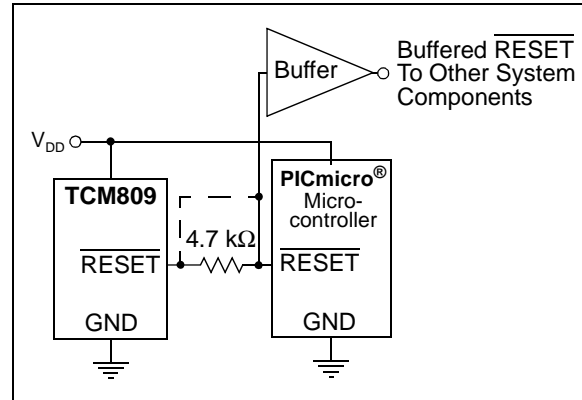 Buffer
Buffered RESET
To Other System
Components
VDD
TCM809
PICmicro®
Micro-
controller
4.7 kΩ
RESET
RESET
GND
GND